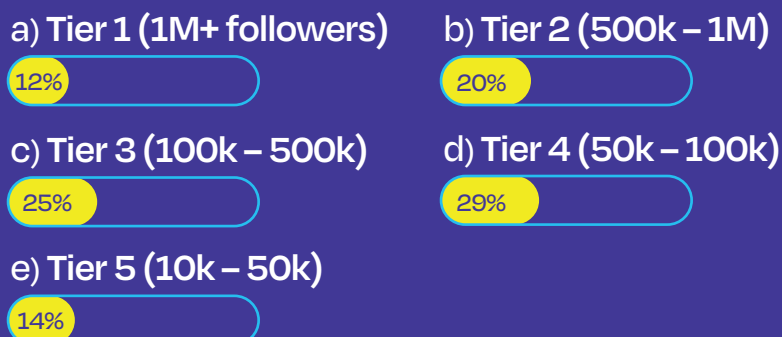 a) Tier 1 (1M+ followers)
12%
b) Tier 2 (500k – 1M)
20%
c) Tier 3 (100k – 500k)
25%
d) Tier 4 (50k – 100k)
29%
e) Tier 5 (10k – 50k)
14%